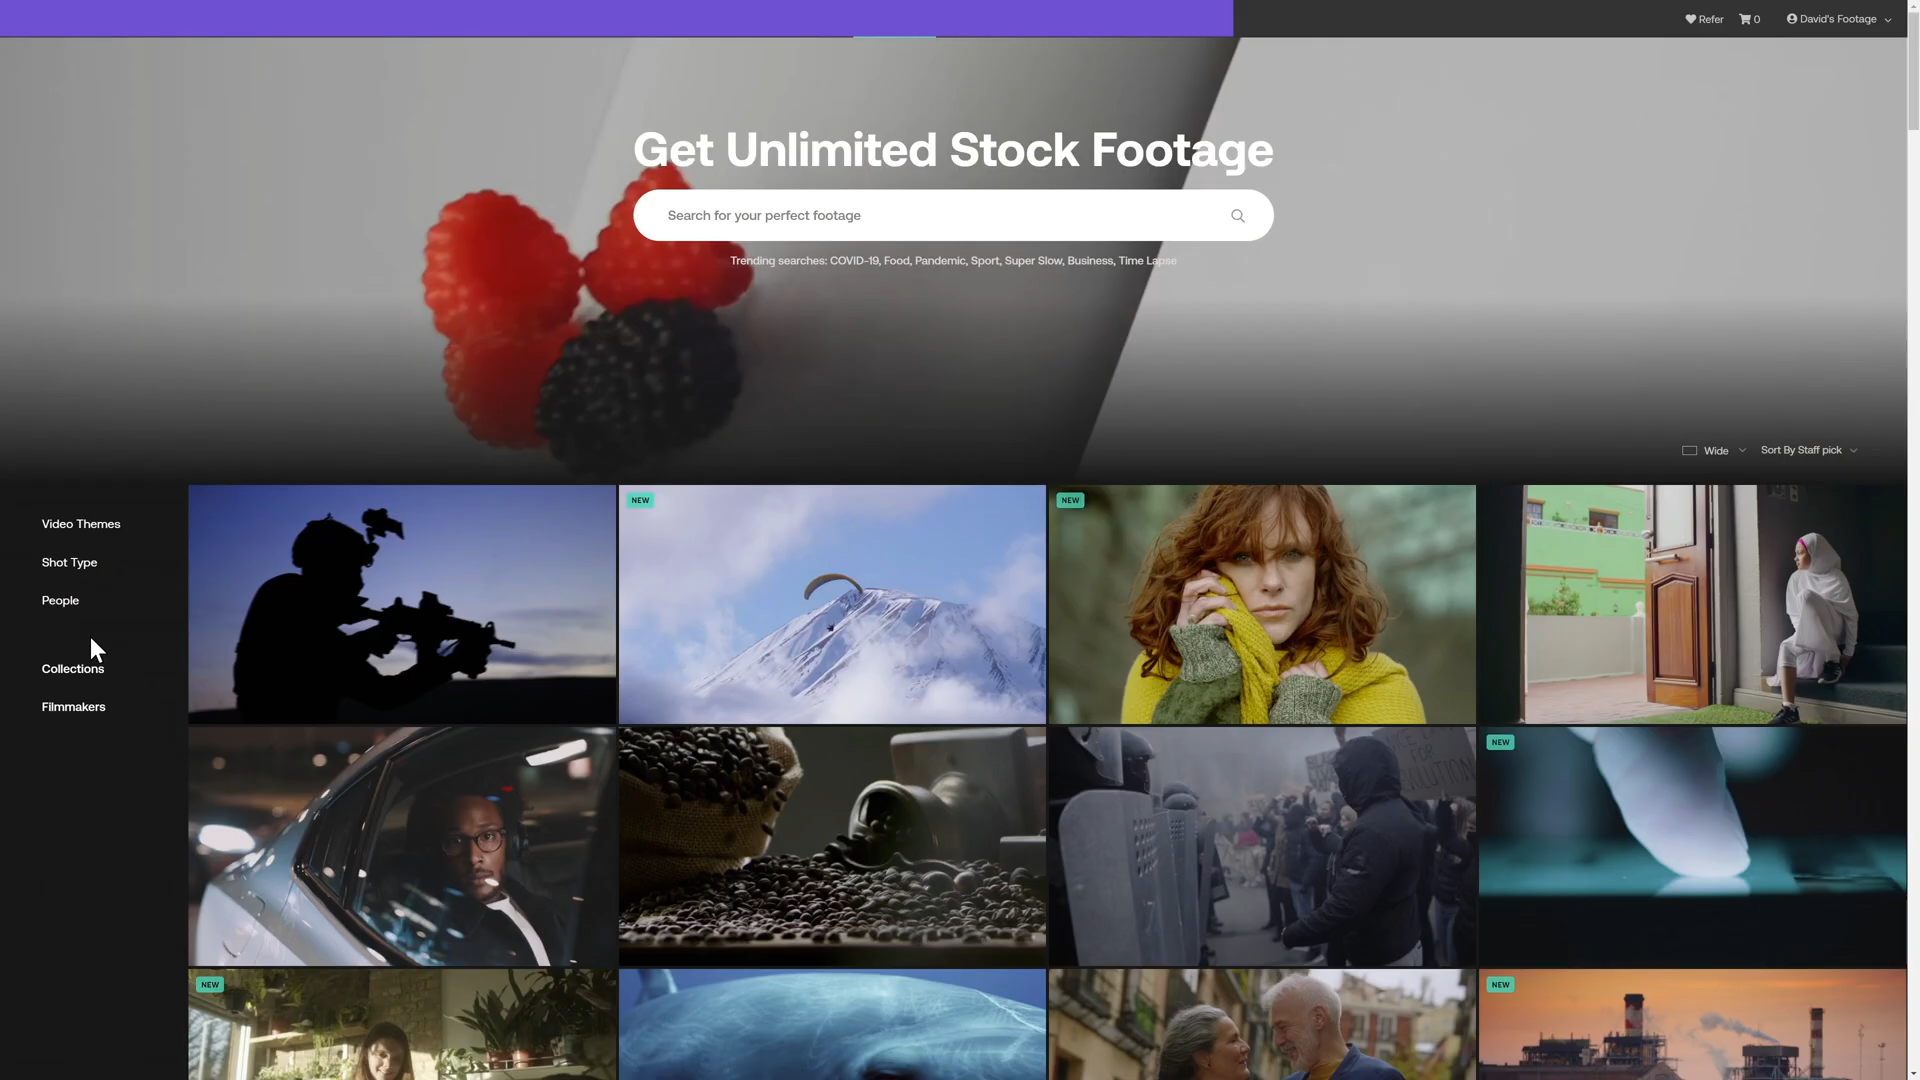 Refer
0
David's Footage
Get Unlimited Stock Footage
Search for your perfect footage
Trending searches: COVID-19, Food, Pandemic, Sport, Super Slow, Business, Time Lapse
Wide
Sort By Staff pick
Video Themes
Shot Type
People
Collections
Filmmakers
NEW
NEW
NEW
NEW
NEW